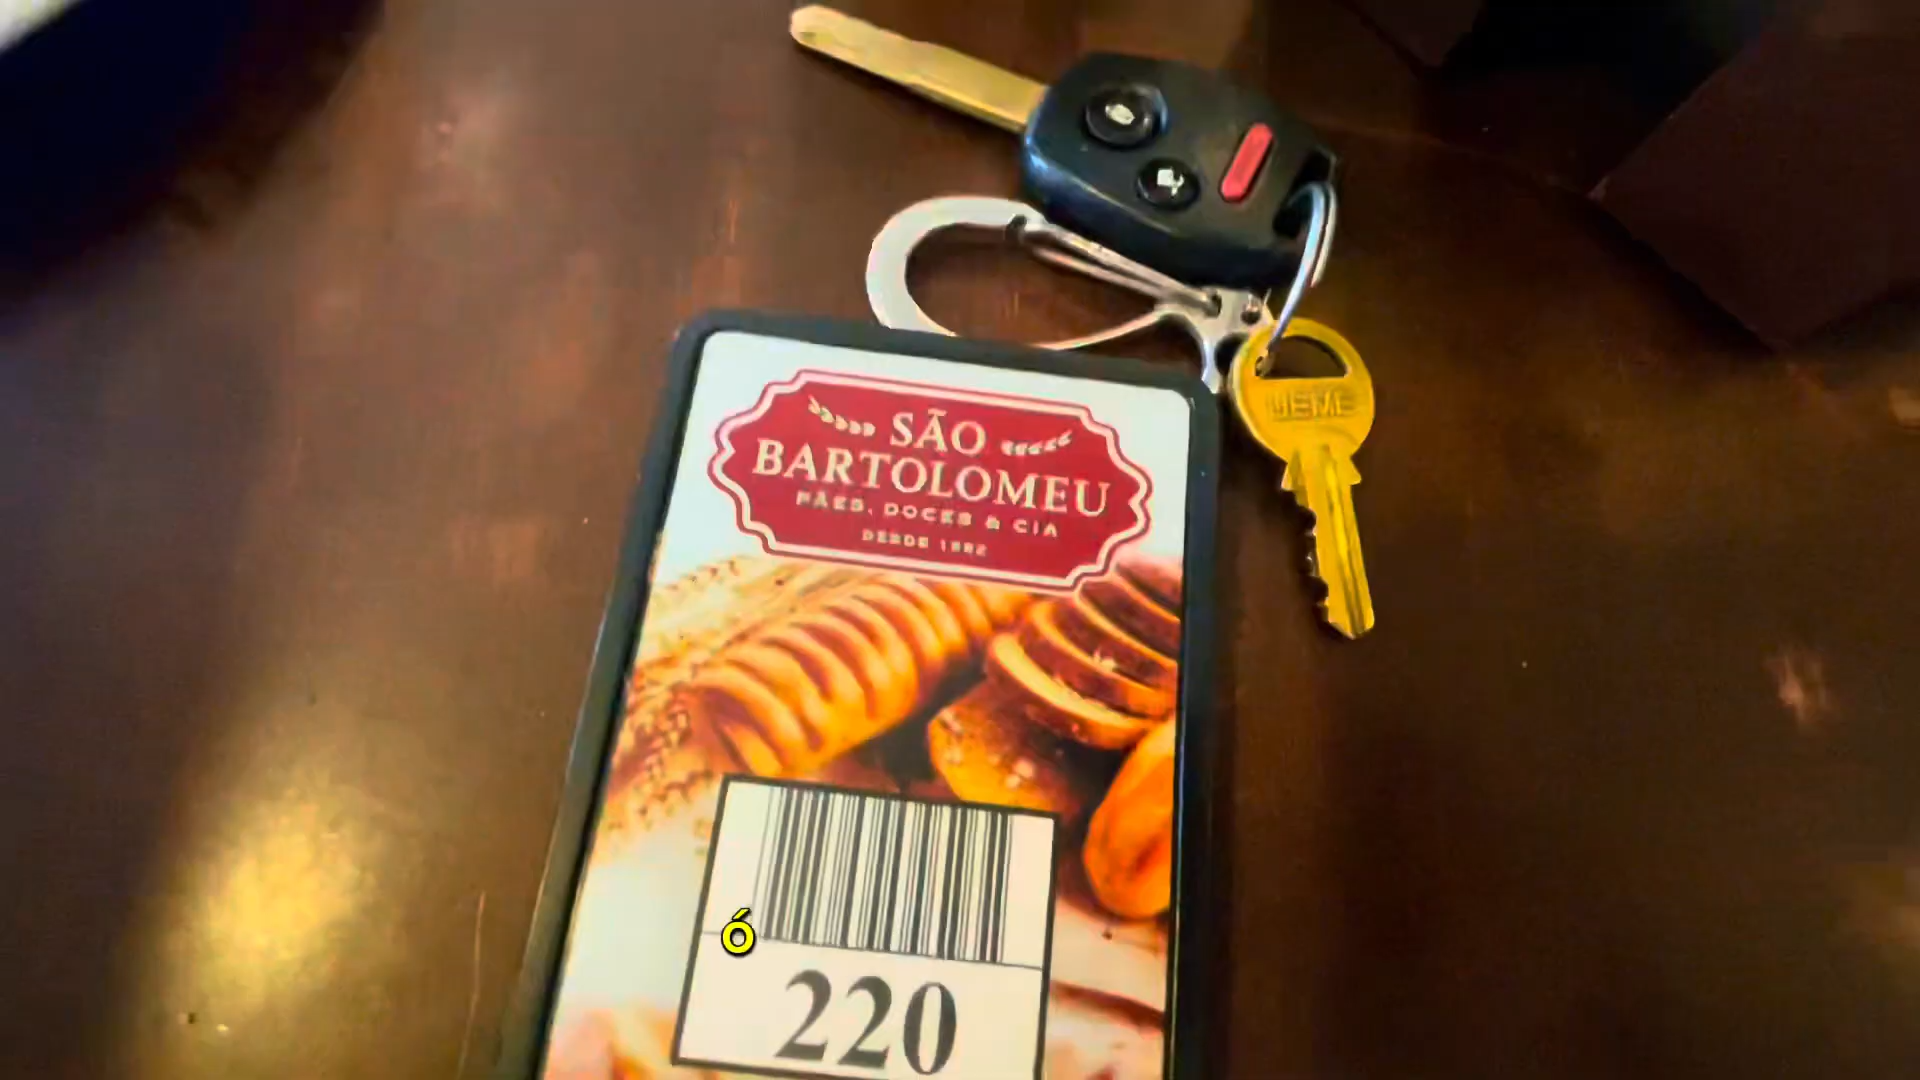 SÃO
BARTOLOMEU
PÃES, DOCES & CIA
DESDE 1982
Ó
220